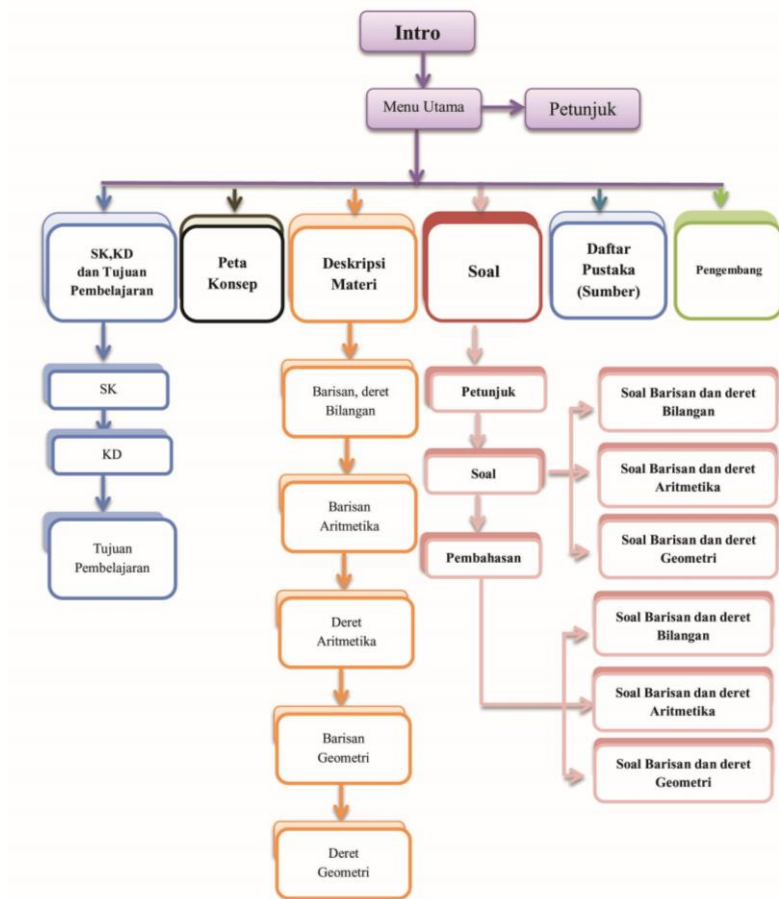 Intro
Menu Utama
Petunjuk
SK,KD
dan Tujuan
Pembelajaran
Peta
Konsep
Deskripsi
Materi
Soal
Daftar
Pustaka
(Sumber)
Pengembang
SK
KD
Tujuan
Pembelajaran
Barisan, deret
Bilangan
Barisan
Aritmetika
Deret
Aritmetika
Barisan
Geometri
Deret
Geometri
Petunjuk
Soal
Pembahasan
Soal Barisan dan deret
Bilangan
Soal Barisan dan deret
Aritmetika
Soal Barisan dan deret
Geometri
Soal Barisan dan deret
Bilangan
Soal Barisan dan deret
Aritmetika
Soal Barisan dan deret
Geometri